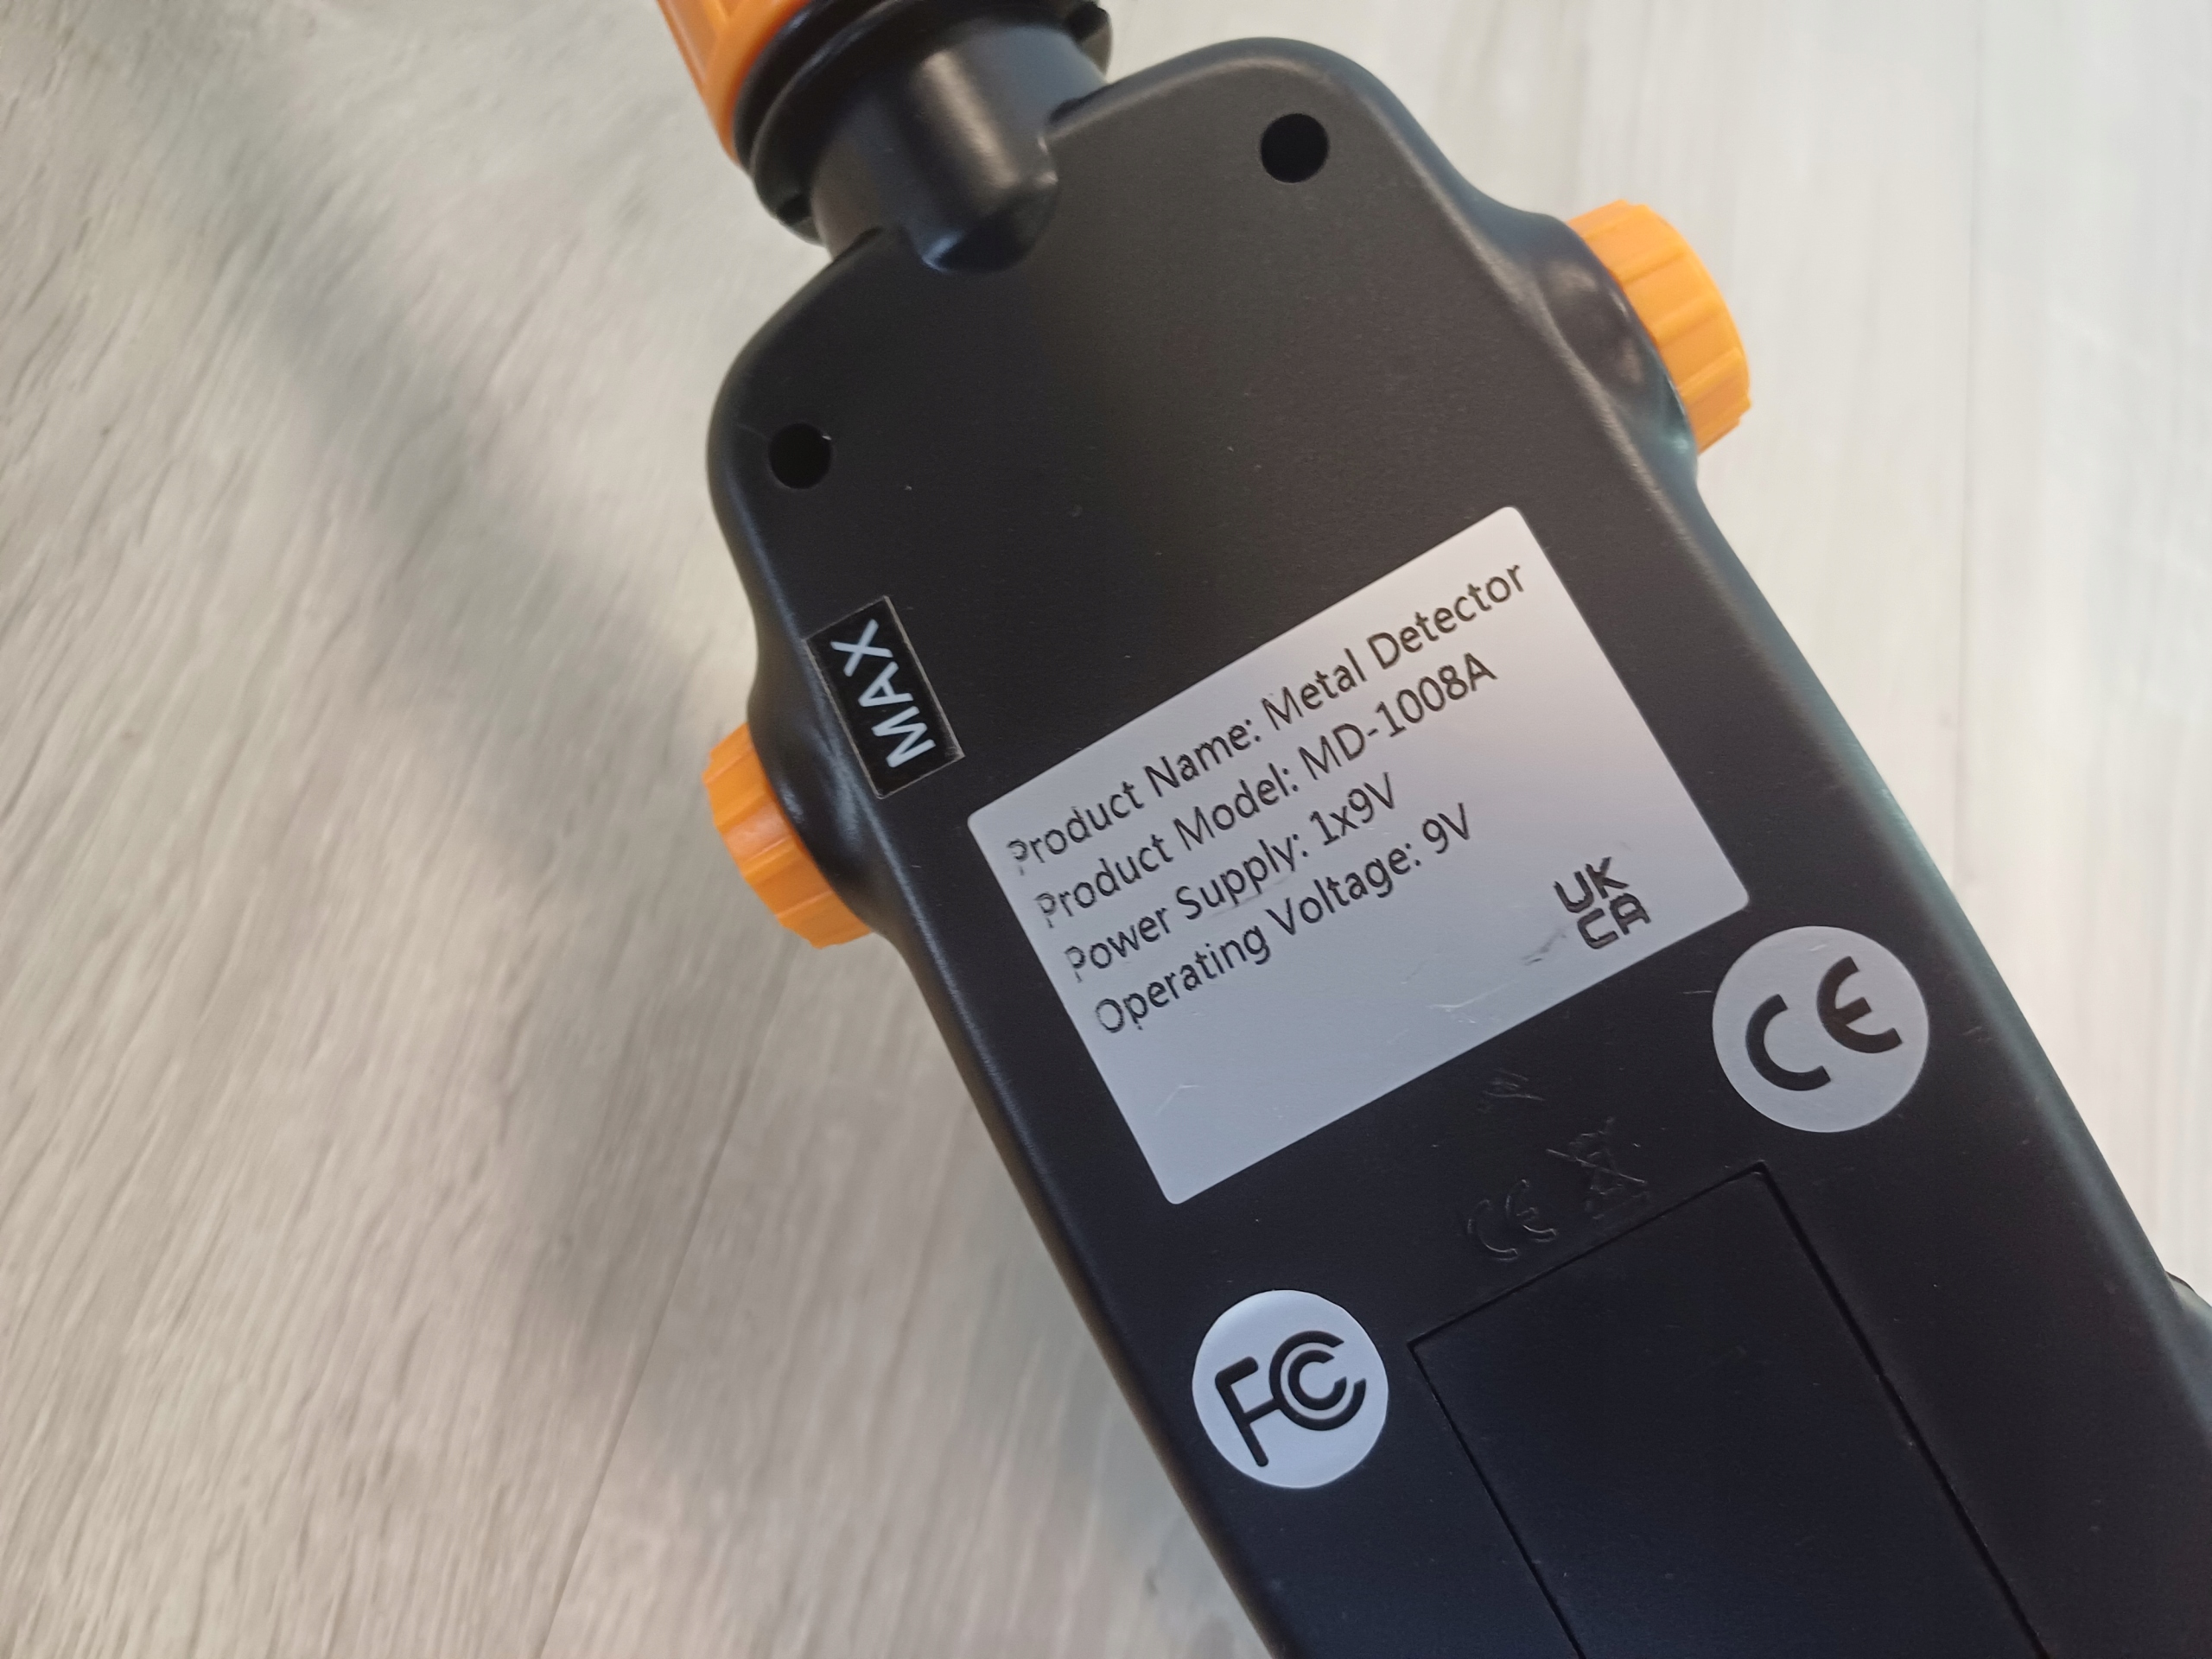 MAX
Product Name: Metal Detector
Product Model: MD-1008A
Power Supply: 1x9V
Operating Voltage: 9V
UK
CA
CE
CE
FC